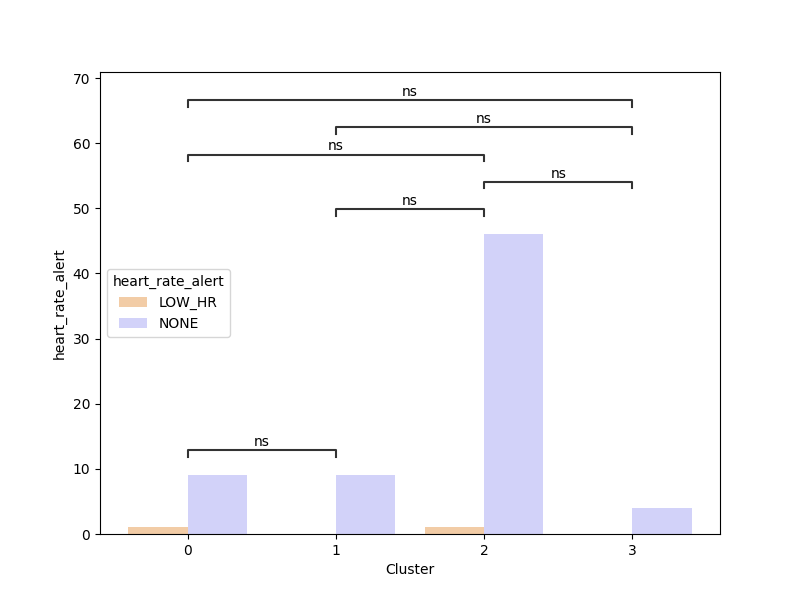 70
60
50
40
30
20
10
0
heart_rate_alert
ns
ns
ns
ns
ns
ns
heart_rate_alert
LOW_HR
NONE
0 1 2 3
Cluster